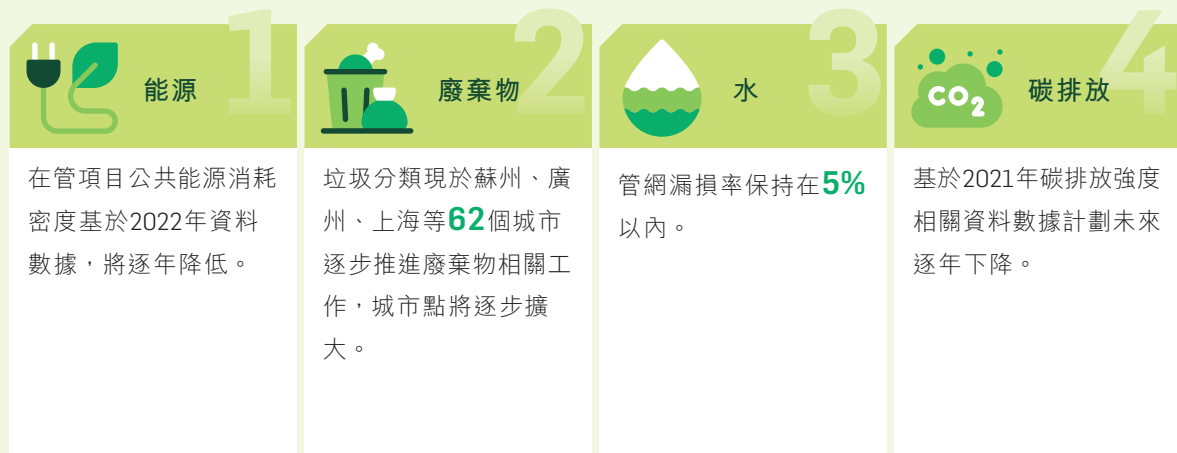 1
能源
在管項目公共能源消耗
密度基於2022年資料
數據，將逐年降低。
2
廢棄物
垃圾分類現於蘇州、廣
州、上海等62個城市
逐步推進廢棄物相關工
作，城市點將逐步擴
大。
3
水
管網漏損率保持在5%
以內。
4
CO2
碳排放
基於2021年碳排放強度
相關資料數據計劃未來
逐年下降。